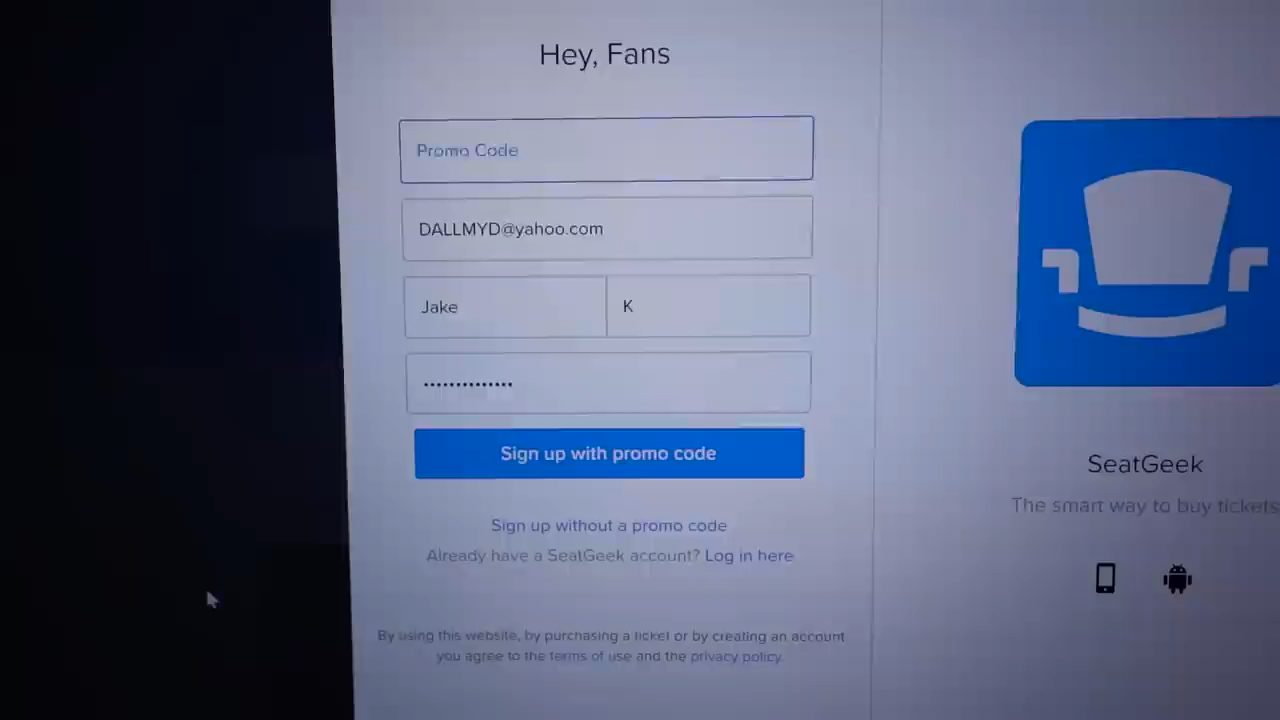 Hey, Fans
Promo Code
DALLMYD@yahoo.com
Jake
K
••••••••••••••
Sign up with promo code
Sign up without a promo code
Already have a SeatGeek account? Log in here
By using this website, by purchasing a ticket or by creating an account
you agree to the terms of use and the privacy policy.
SeatGeek
The smart way to buy tickets